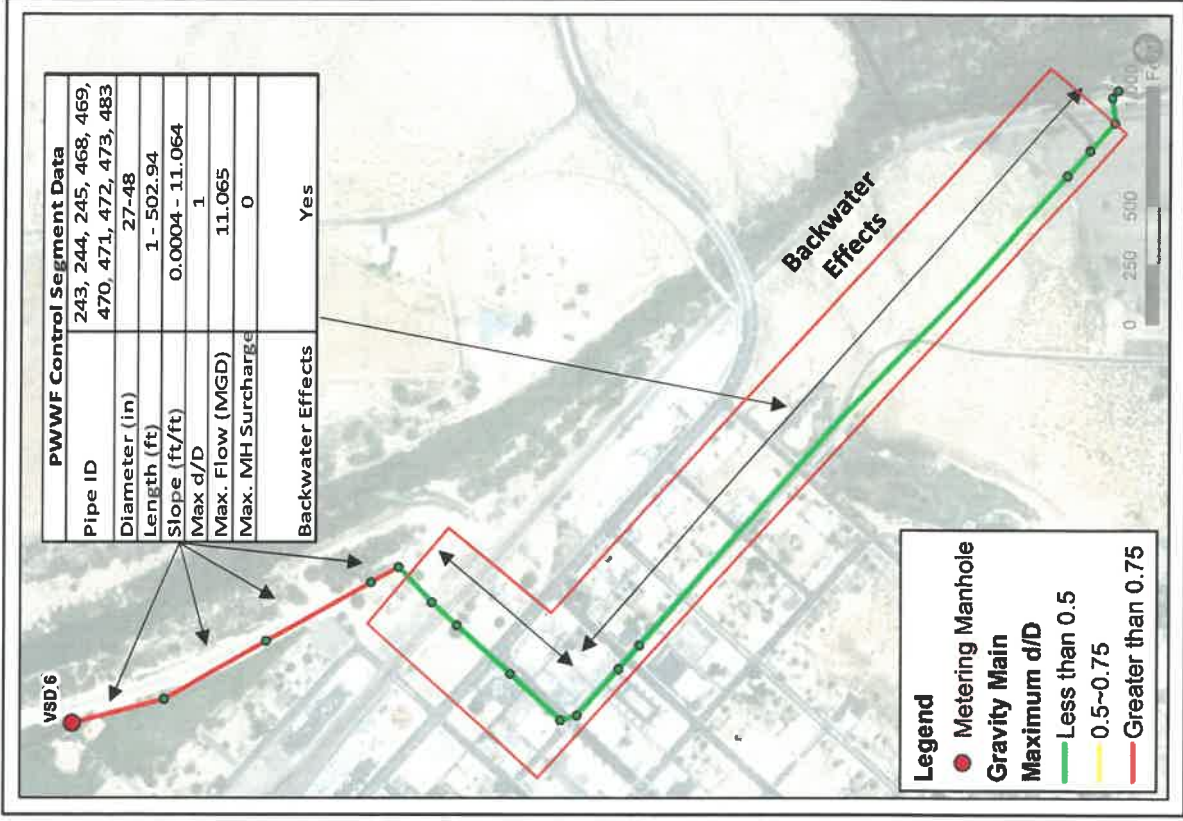 PWWF Control Segment Data
Pipe ID 243, 244, 245, 468, 469,
470, 471, 472, 473, 483
Diameter (in) 27-48
Length (ft) 1 - 502.94
Slope (ft/ft) 0.0004 - 11.064
Max d/D 1
Max. Flow (MGD) 11.065
Max. MH Surcharge 0
Backwater Effects Yes
VSD.6
Backwater
Effects
0 250 500
Legend
Metering Manhole
Gravity Main
Maximum d/D
Less than 0.5
0.5~0.75
Greater than 0.75